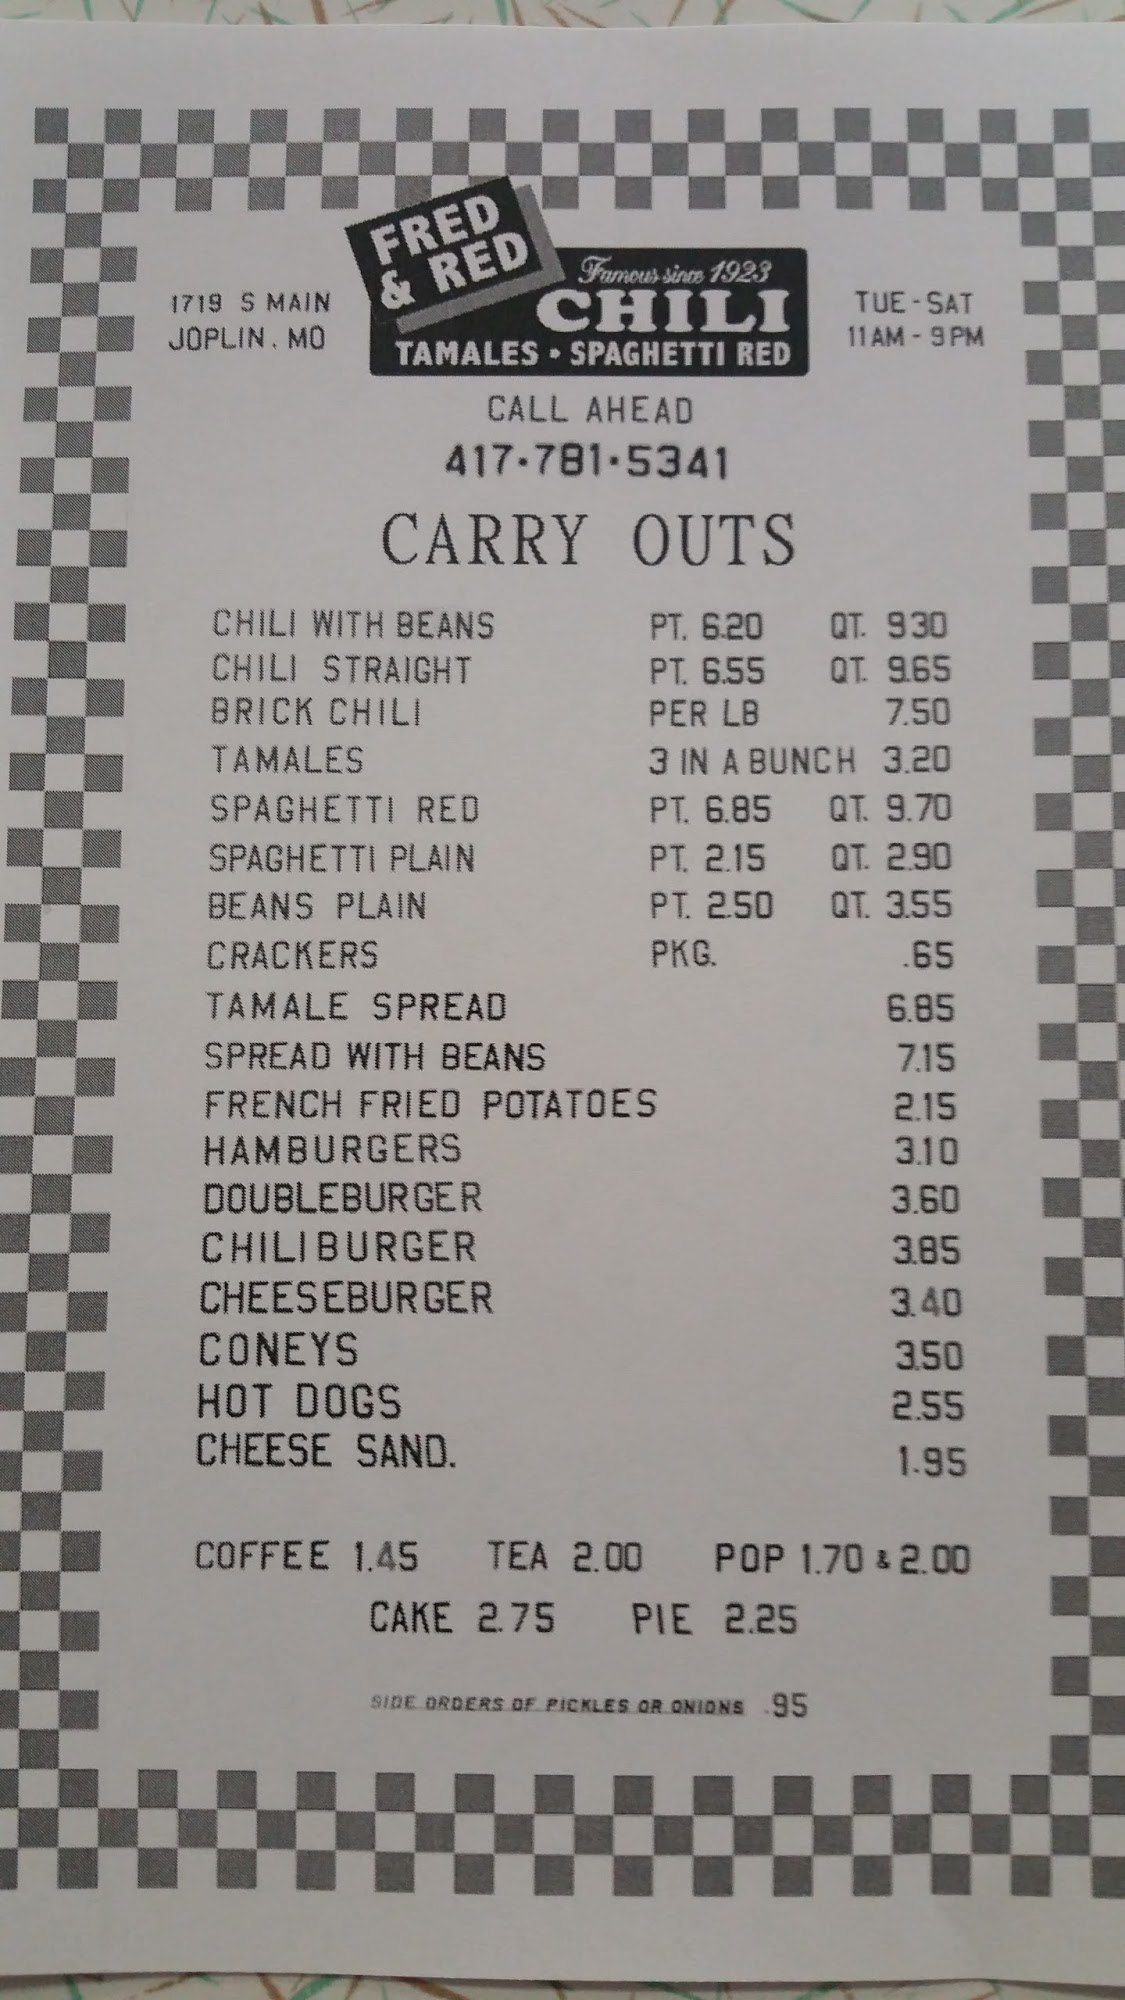 FRED & RED
Famous since 1923
CHILI
TAMALES • SPAGHETTI RED
1719 S MAIN
JOPLIN. MO
TUE - SAT
11AM - 9PM
CALL AHEAD
417·781·5341
CARRY OUTS
CHILI WITH BEANS PT. 6.20 QT. 9.30
CHILI STRAIGHT PT. 6.55 QT. 9.65
BRICK CHILI PER LB 7.50
TAMALES 3 IN A BUNCH 3.20
SPAGHETTI RED PT. 6.85 QT. 9.70
SPAGHETTI PLAIN PT. 2.15 QT. 2.90
BEANS PLAIN PT. 2.50 QT. 3.55
CRACKERS PKG. .65
TAMALE SPREAD 6.85
SPREAD WITH BEANS 7.15
FRENCH FRIED POTATOES 2.15
HAMBURGERS 3.10
DOUBLEBURGER 3.60
CHILIBURGER 3.85
CHEESEBURGER 3.40
CONEYS 3.50
HOT DOGS 2.55
CHEESE SAND. 1.95
COFFEE 1.45 TEA 2.00 POP 1.70 & 2.00
CAKE 2.75 PIE 2.25
SIDE ORDERS OF PICKLES OR ONIONS .95